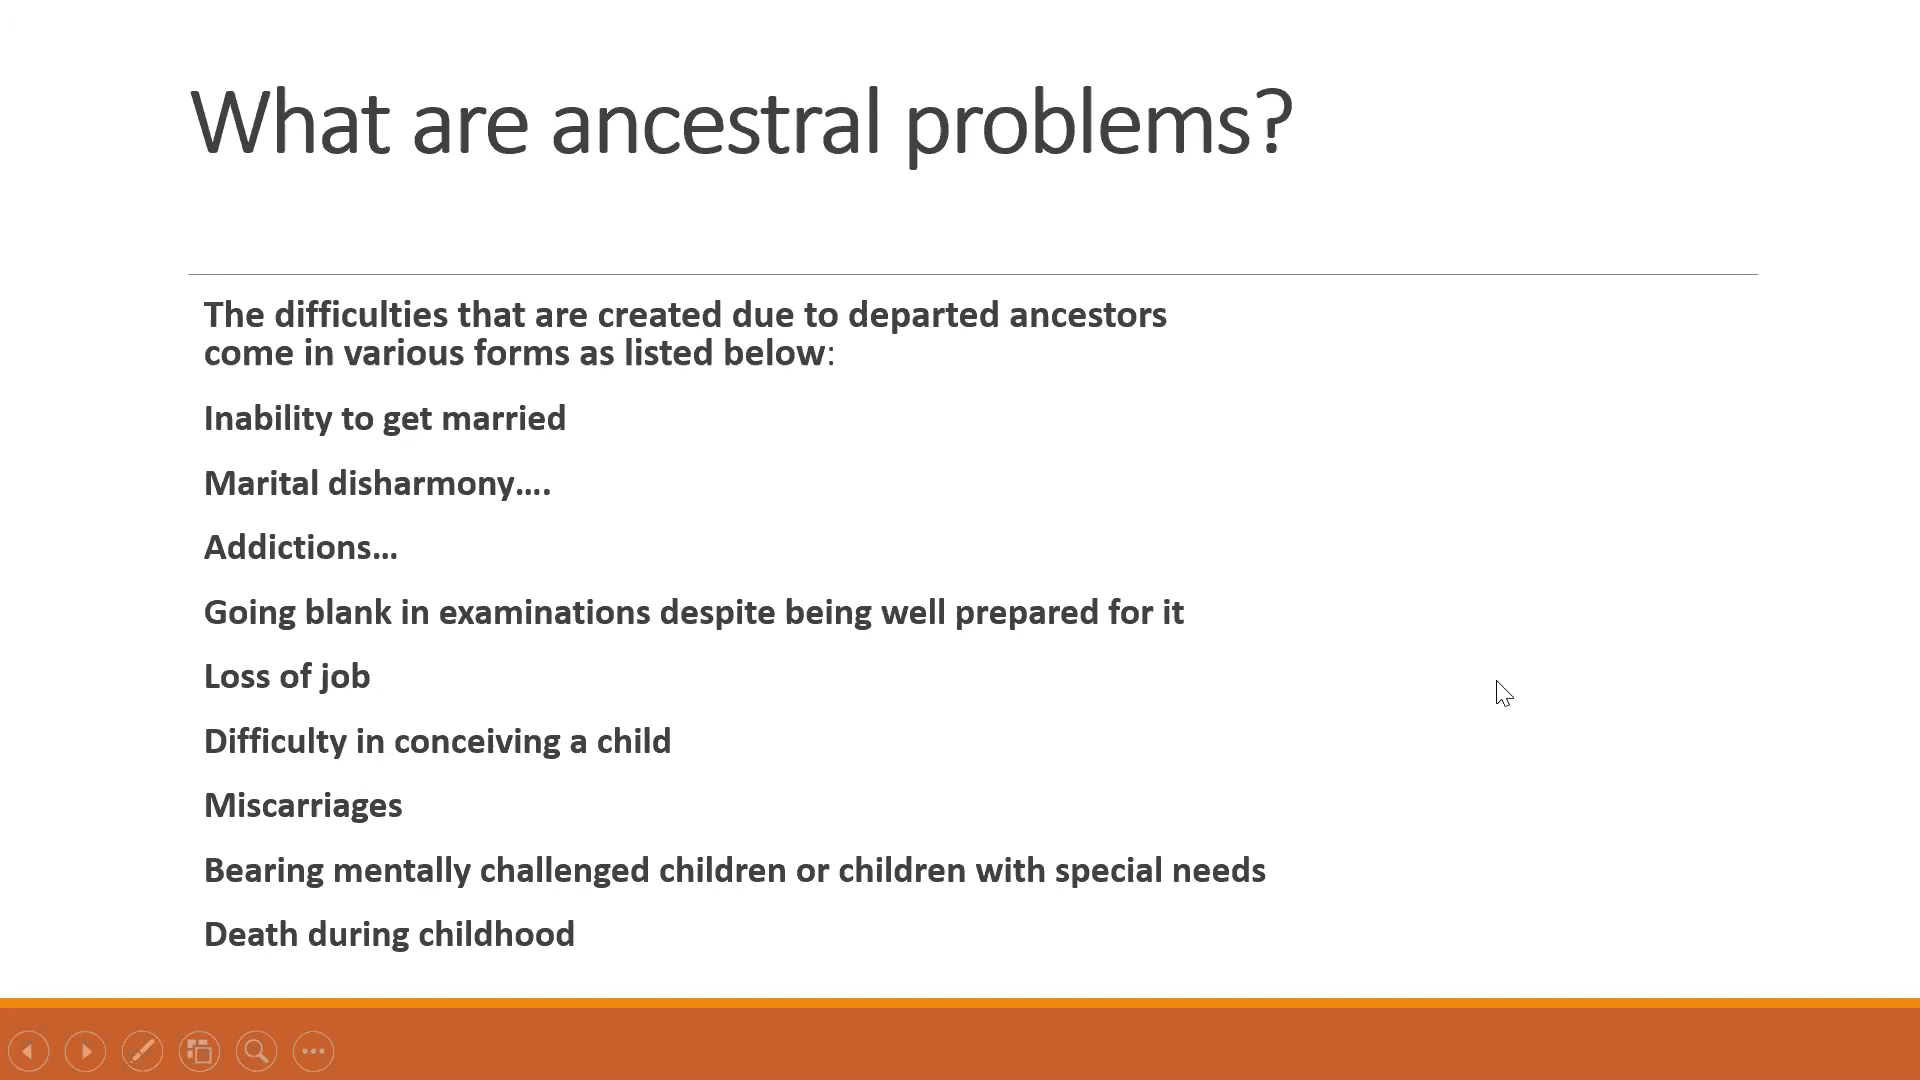 What are ancestral problems?
The difficulties that are created due to departed ancestors
come in various forms as listed below:
Inability to get married
Marital disharmony....
Addictions...
Going blank in examinations despite being well prepared for it
Loss of job
Difficulty in conceiving a child
Miscarriages
Bearing mentally challenged children or children with special needs
Death during childhood